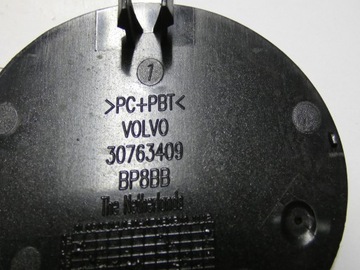 1
>PC+PBT<
VOLVO
30763409
BP8BB
The Netherlands